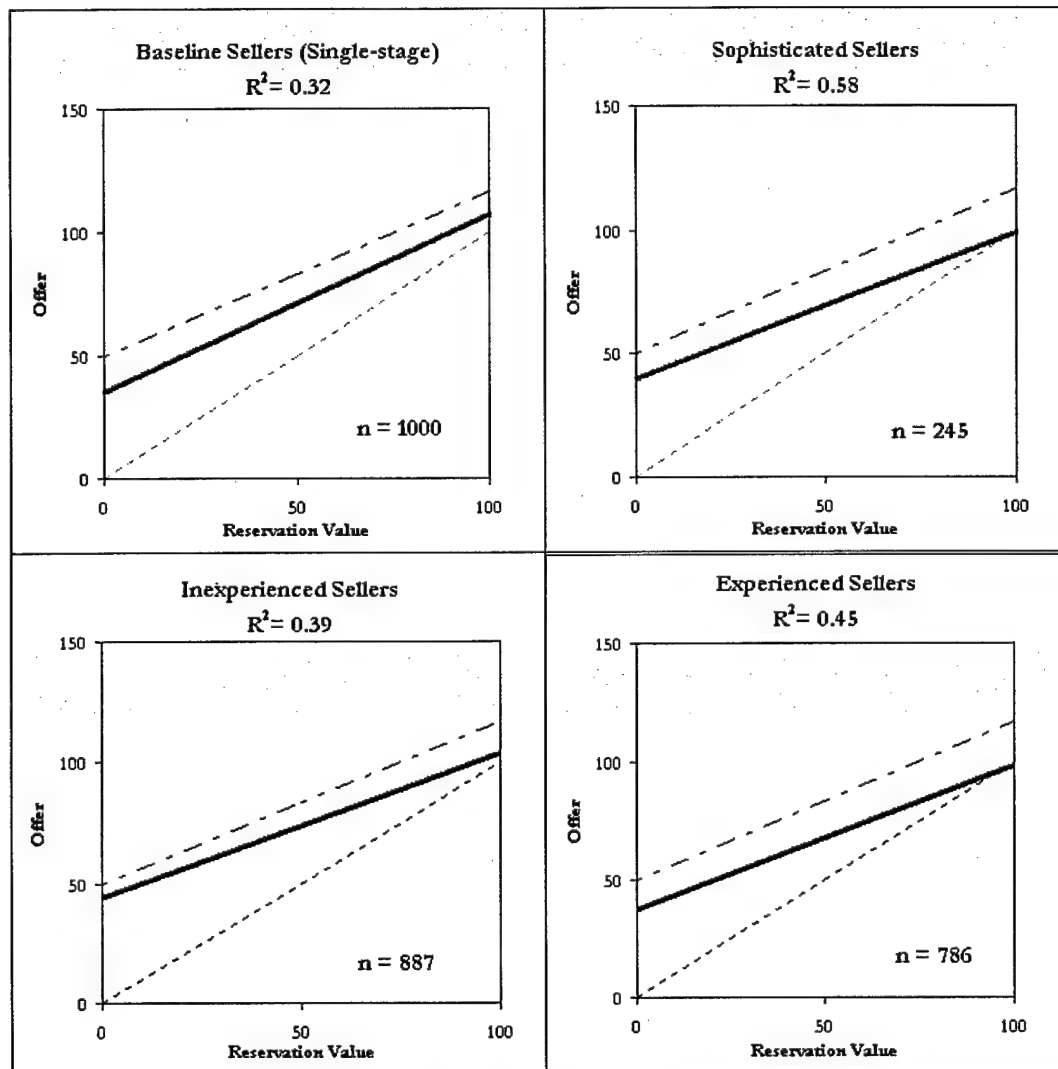 Baseline Sellers (Single-stage)
R²= 0.32
150
100
50
0
Offer
n = 1000
0
50
100
Reservation Value
Sophisticated Sellers
R²= 0.58
150
100
50
0
Offer
n = 245
0
50
100
Reservation Value
Inexperienced Sellers
R²= 0.39
150
100
50
0
Offer
n = 887
0
50
100
Reservation Value
Experienced Sellers
R²= 0.45
150
100
50
0
Offer
n = 786
0
50
100
Reservation Value